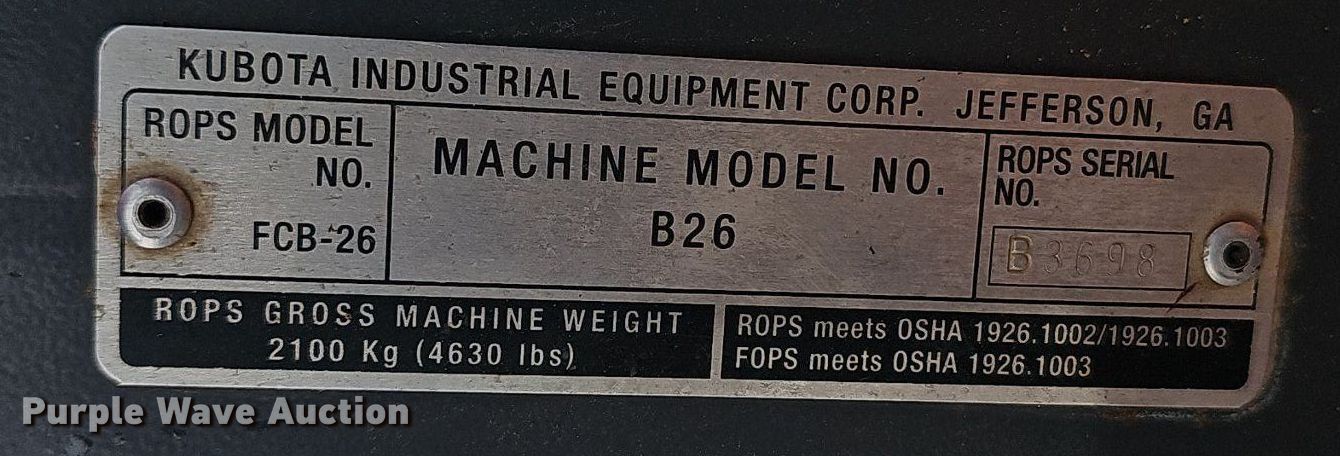 KUBOTA INDUSTRIAL EQUIPMENT CORP. JEFFERSON, GA
ROPS MODEL
NO.
FCB-26
MACHINE MODEL NO.
B26
ROPS SERIAL
NO.
B3698
ROPS GROSS MACHINE WEIGHT
2100 Kg (4630 lbs)
ROPS meets OSHA 1926.1002/1926.1003
FOPS meets OSHA 1926.1003
Purple Wave Auction